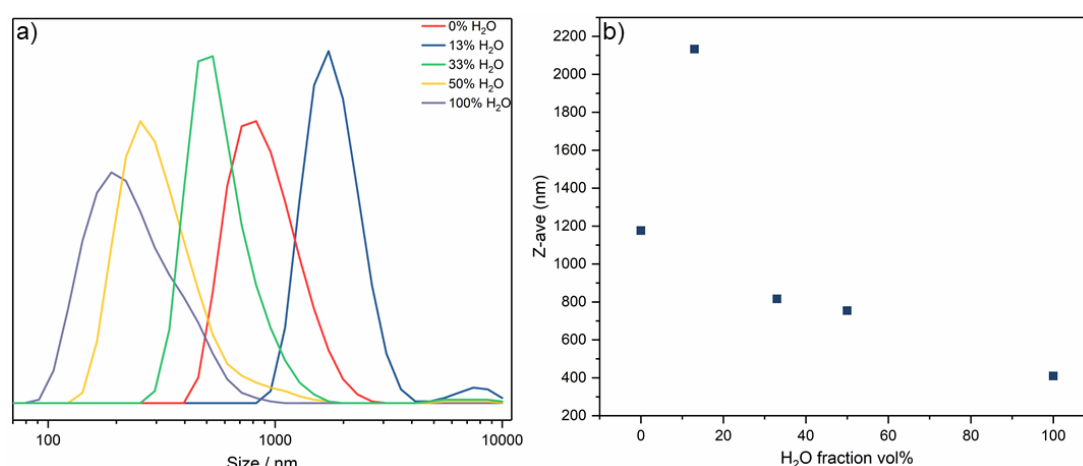 a)
0% H₂O
13% H₂O
33% H₂O
50% H₂O
100% H₂O
100 1000 10000
Size / nm
b)
Z-ave (nm)
2200
2000
1800
1600
1400
1200
1000
800
600
400
200
0 20 40 60 80 100
H₂O fraction vol%